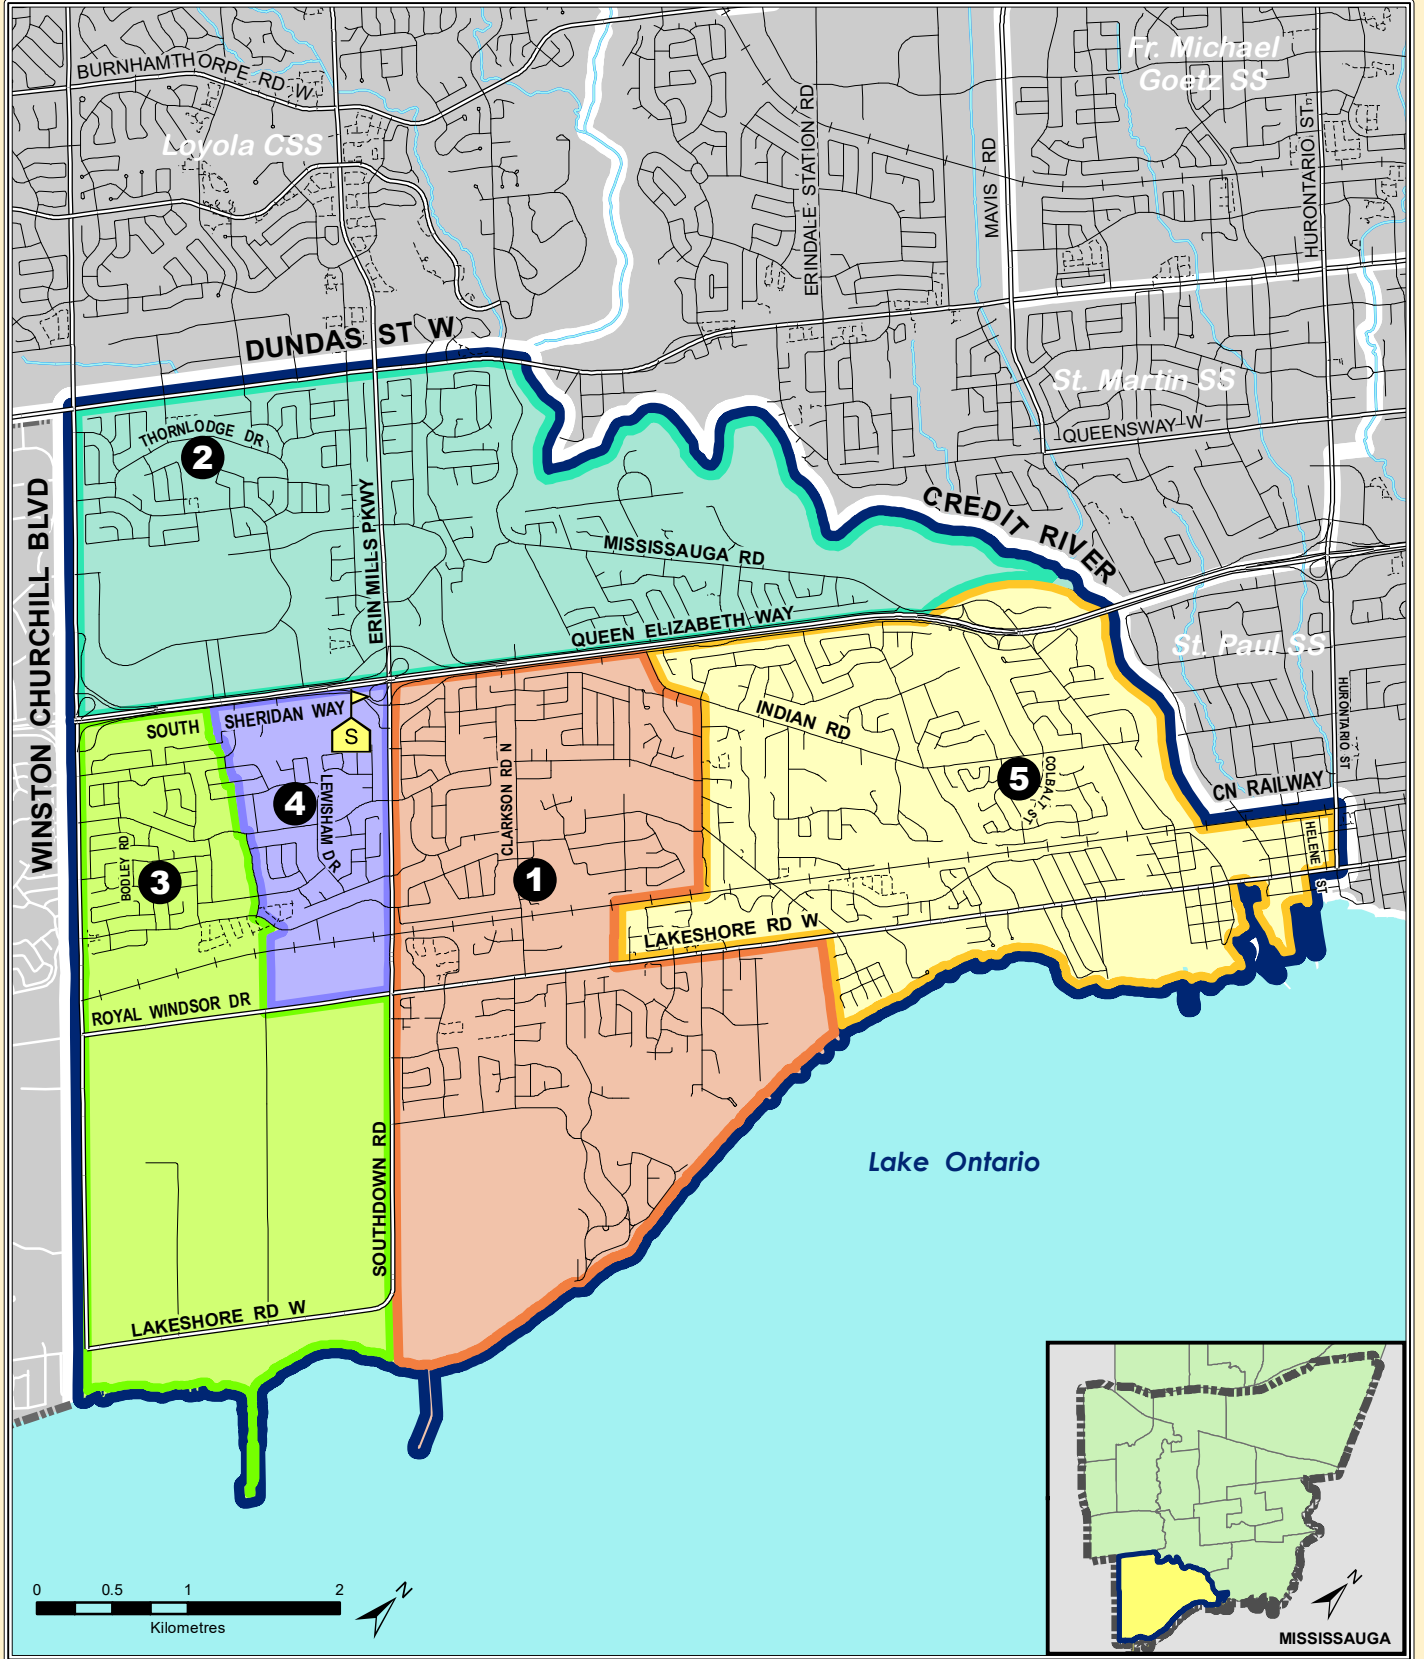 Fr. Michael
Goetz SS
BURNHAMTHORPE RD W
Loyola CSS
ERINDALE STATION RD
MAVIS RD
HURONTARIO ST
DUNDAS ST W
St. Martin SS
QUEENSWAY W
THORNLODGE DR
2
WINSTON CHURCHILL BLVD
ERIN MILLS PKWY
CREDIT RIVER
MISSISSAUGA RD
QUEEN ELIZABETH WAY
St. Paul SS
HURONTARIO ST
SOUTH SHERIDAN WAY
S
INDIAN RD
CLARKSON RD N
COLBALT ST
5
CN RAILWAY
4
LEWISHAM DR
HELENE ST
BODLEY RD
3
1
LAKESHORE RD W
ROYAL WINDSOR DR
SOUTHDOWN RD
Lake Ontario
LAKESHORE RD W
0 0.5 1 2
Kilometres
N
N
MISSISSAUGA